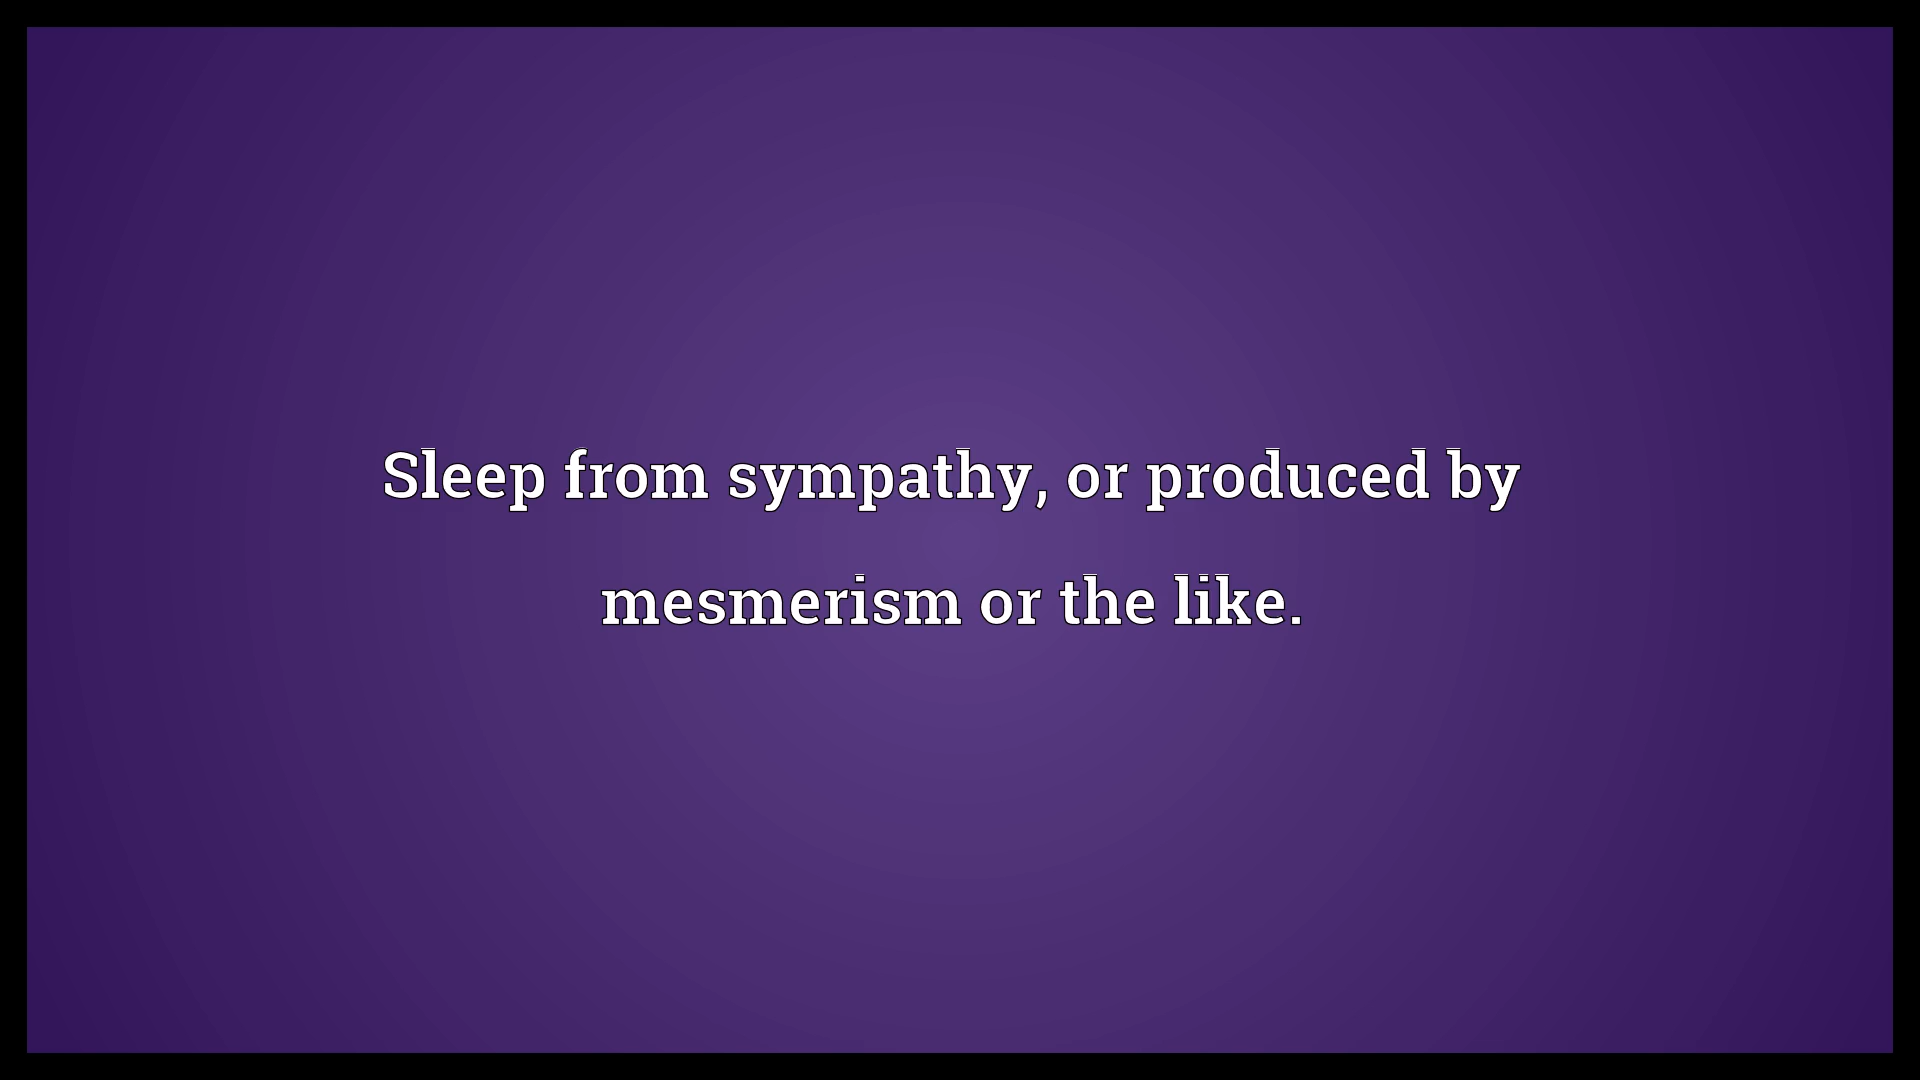 Sleep from sympathy, or produced by
mesmerism or the like.